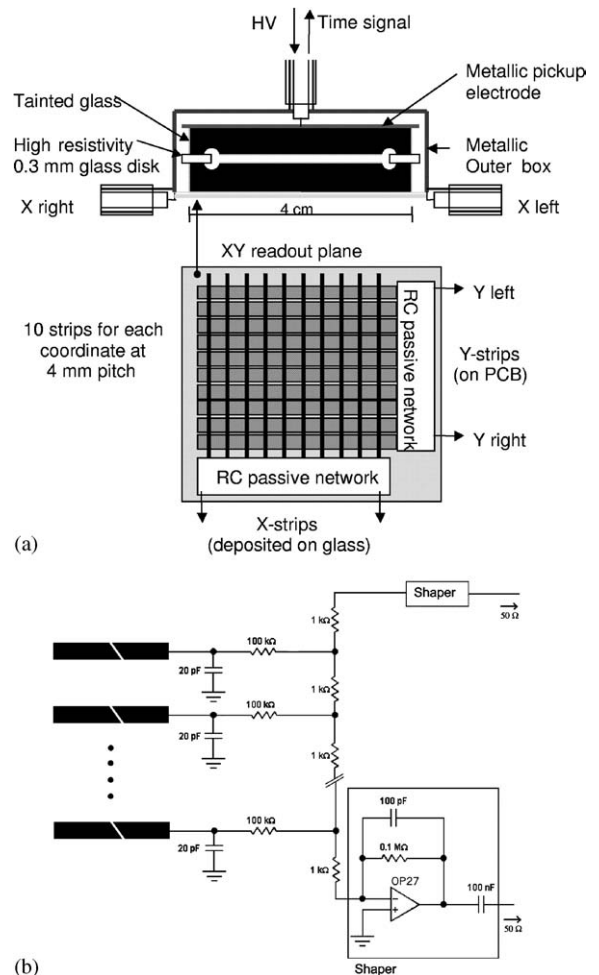 HV
Time signal
Metallic pickup
electrode
Tainted glass
High resistivity
0.3 mm glass disk
Metallic
Outer box
X right
4 cm
X left
XY readout plane
10 strips for each
coordinate at
4 mm pitch
RC passive network
Y left
Y-strips
(on PCB)
Y right
RC passive network
X-strips
(deposited on glass)
(a)
Shaper
50 Ω
1 kΩ
100 kΩ
20 pF
1 kΩ
100 kΩ
20 pF
1 kΩ
100 kΩ
20 pF
1 kΩ
100 pF
0.1 MΩ
OP27
−
+
100 nF
50 Ω
Shaper
(b)